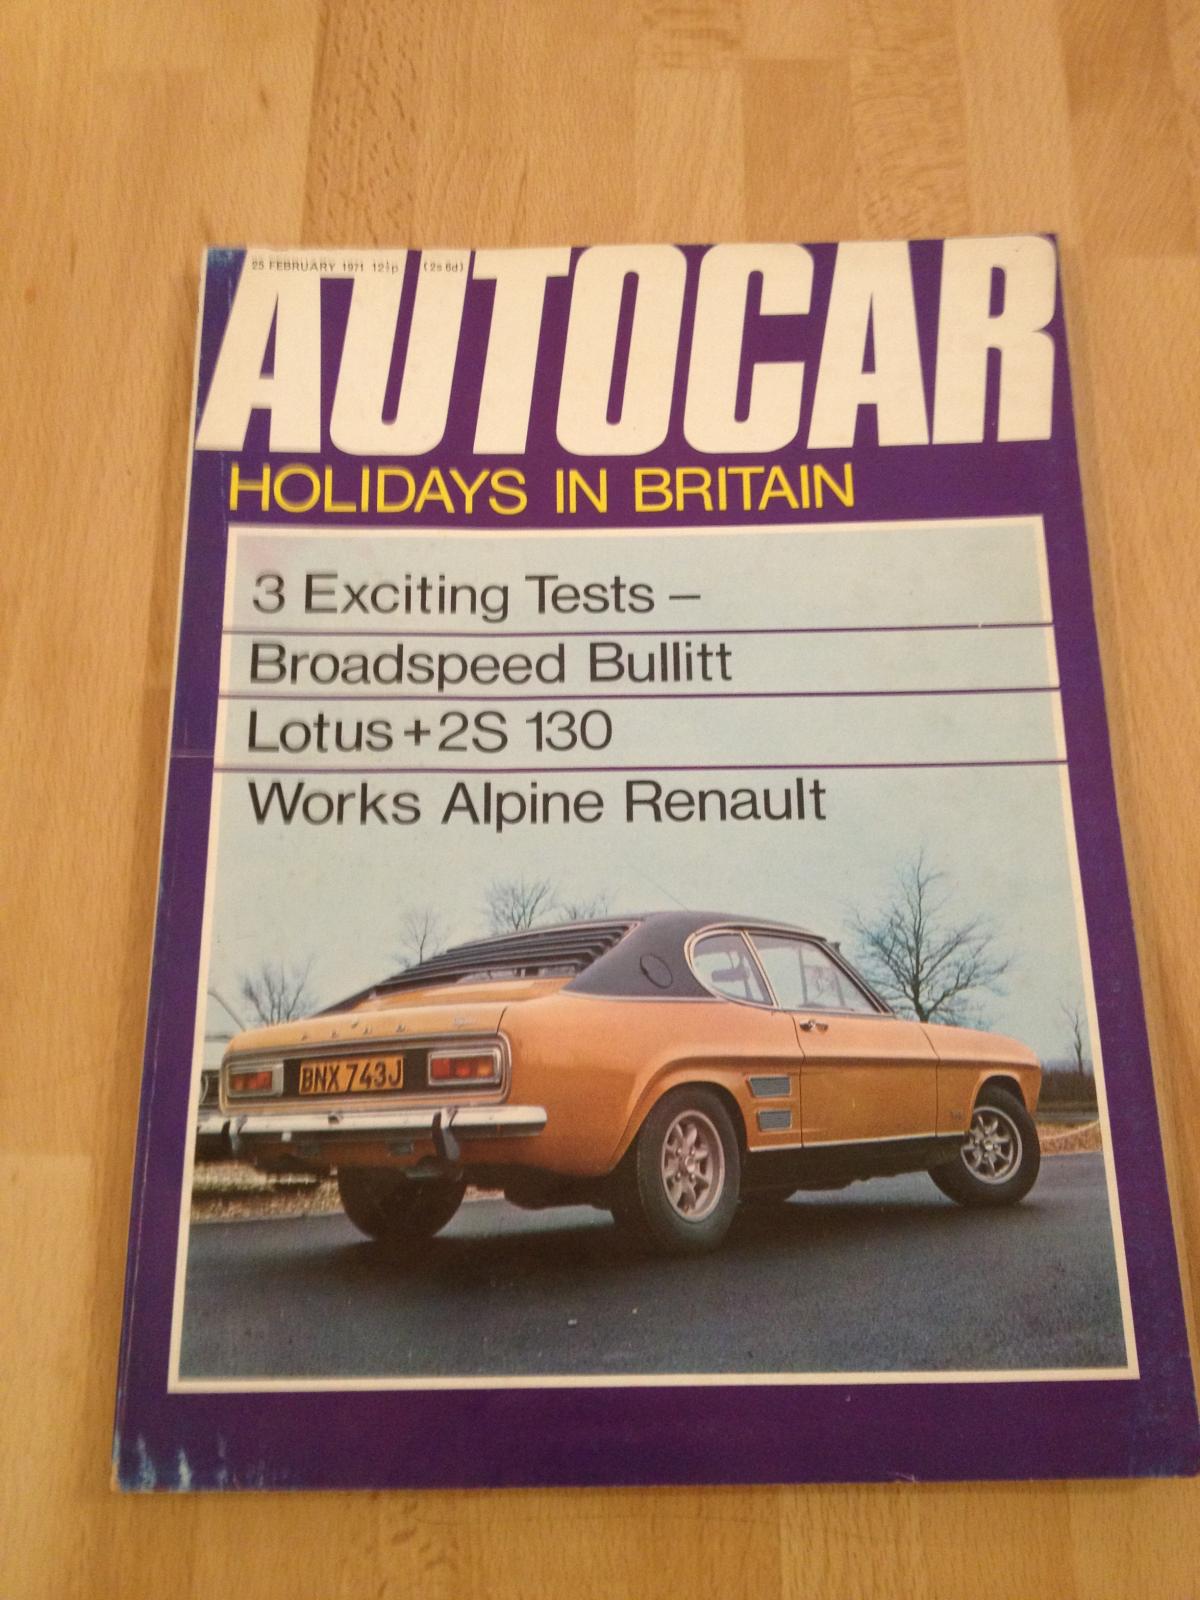 25 FEBRUARY 1971 12½p (2s 6d)
AUTOCAR
HOLIDAYS IN BRITAIN
3 Exciting Tests –
Broadspeed Bullitt
Lotus+2S 130
Works Alpine Renault
BNX 743J